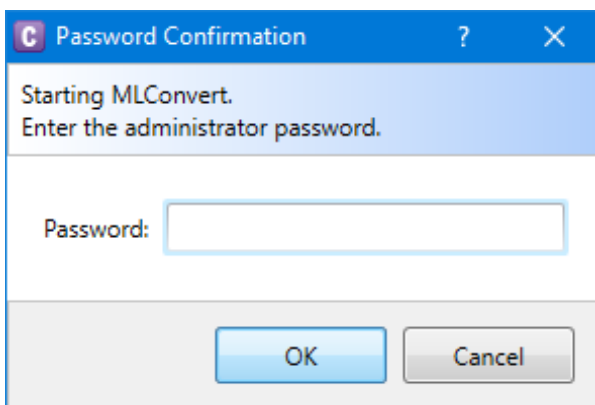 C Password Confirmation ?
Starting MLConvert.
Enter the administrator password.
Password:
OK Cancel